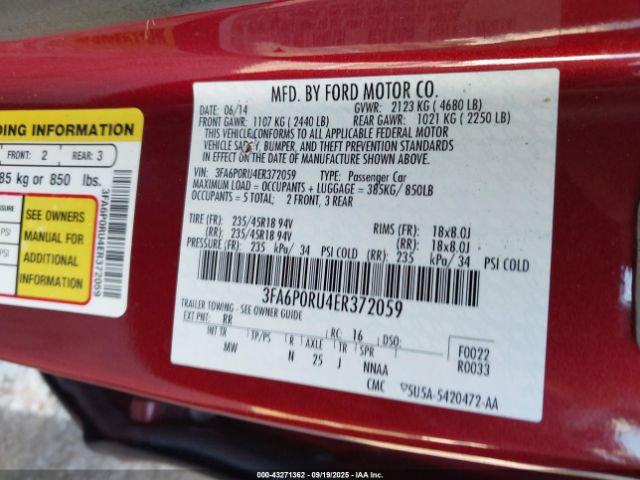 MFD. BY FORD MOTOR CO.
DATE: 06/14 GVWR: 2123 KG ( 4680 LB)
FRONT GAWR: 1107 KG ( 2440 LB) REAR GAWR: 1021 KG ( 2250 LB)
THIS VEHICLE CONFORMS TO ALL APPLICABLE FEDERAL MOTOR
VEHICLE SAFETY, BUMPER, AND THEFT PREVENTION STANDARDS
IN EFFECT ON THE DATE OF MANUFACTURE SHOWN ABOVE.
VIN: 3FA6P0RU4ER372059 TYPE: Passenger Car
MAXIMUM LOAD = OCCUPANTS + LUGGAGE = 385KG/ 850LB
OCCUPANTS = 5 TOTAL: 2 FRONT, 3 REAR
TIRE (FR): 235/45R18 94V RIMS (FR): 18x8.0J
(RR): 235/45R18 94V (RR): 18x8.0J
PRESSURE (FR): 235 kPa/ 34 PSI COLD (RR): 235 kPa/ 34 PSI COLD
3FA6P0RU4ER372059
TRAILER TOWING - SEE OWNER GUIDE
EXT PNT: RR RC: 16 DSO:
INT TR TP/PS R AXLE TR SPR F0022
MW N 25 J NNAA R0033
CMC 5U5A-5420472-AA
DING INFORMATION
FRONT: 2 REAR: 3
85 kg or 850 lbs.
SEE OWNERS
MANUAL FOR
ADDITIONAL
INFORMATION
PSI
PSI
3FA6P0RU4ER372059
000-43271362 - 09/19/2025 - IAA Inc.